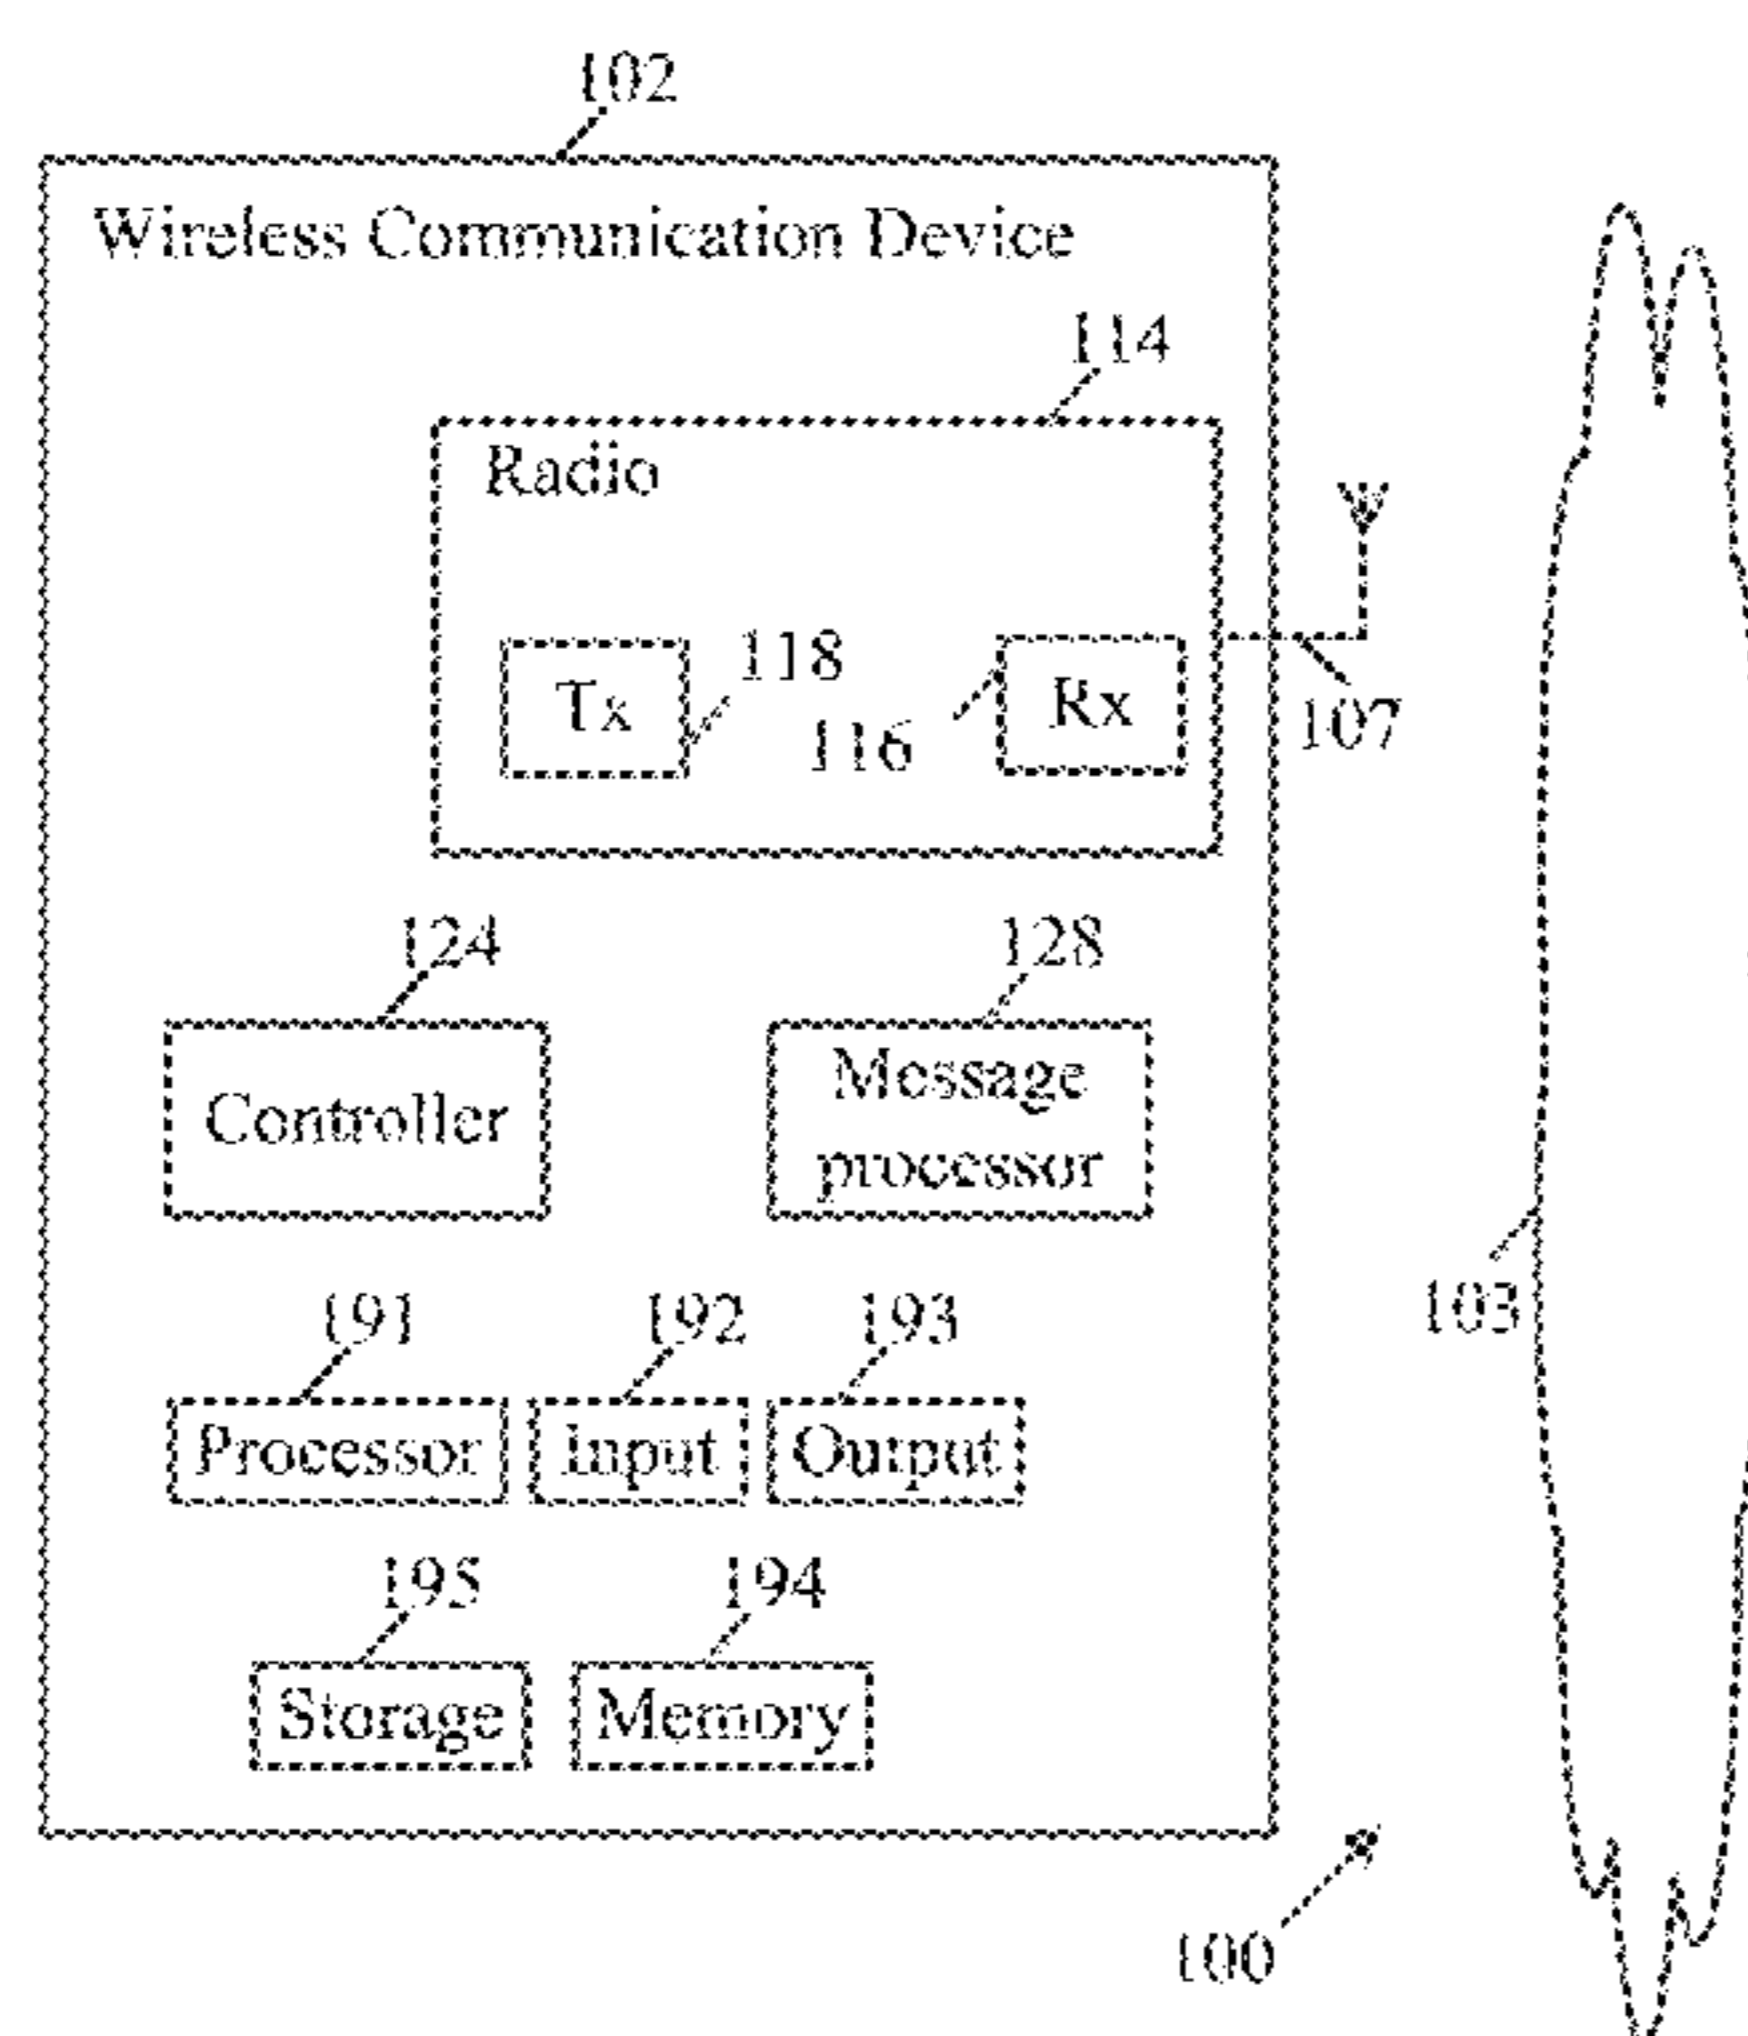 102
Wireless Communication Device
114
Radio
Tx
118
116
Rx
107
124
128
Controller
Message
processor
103
191
192
193
Processor
Input
Output
195
194
Storage
Memory
100